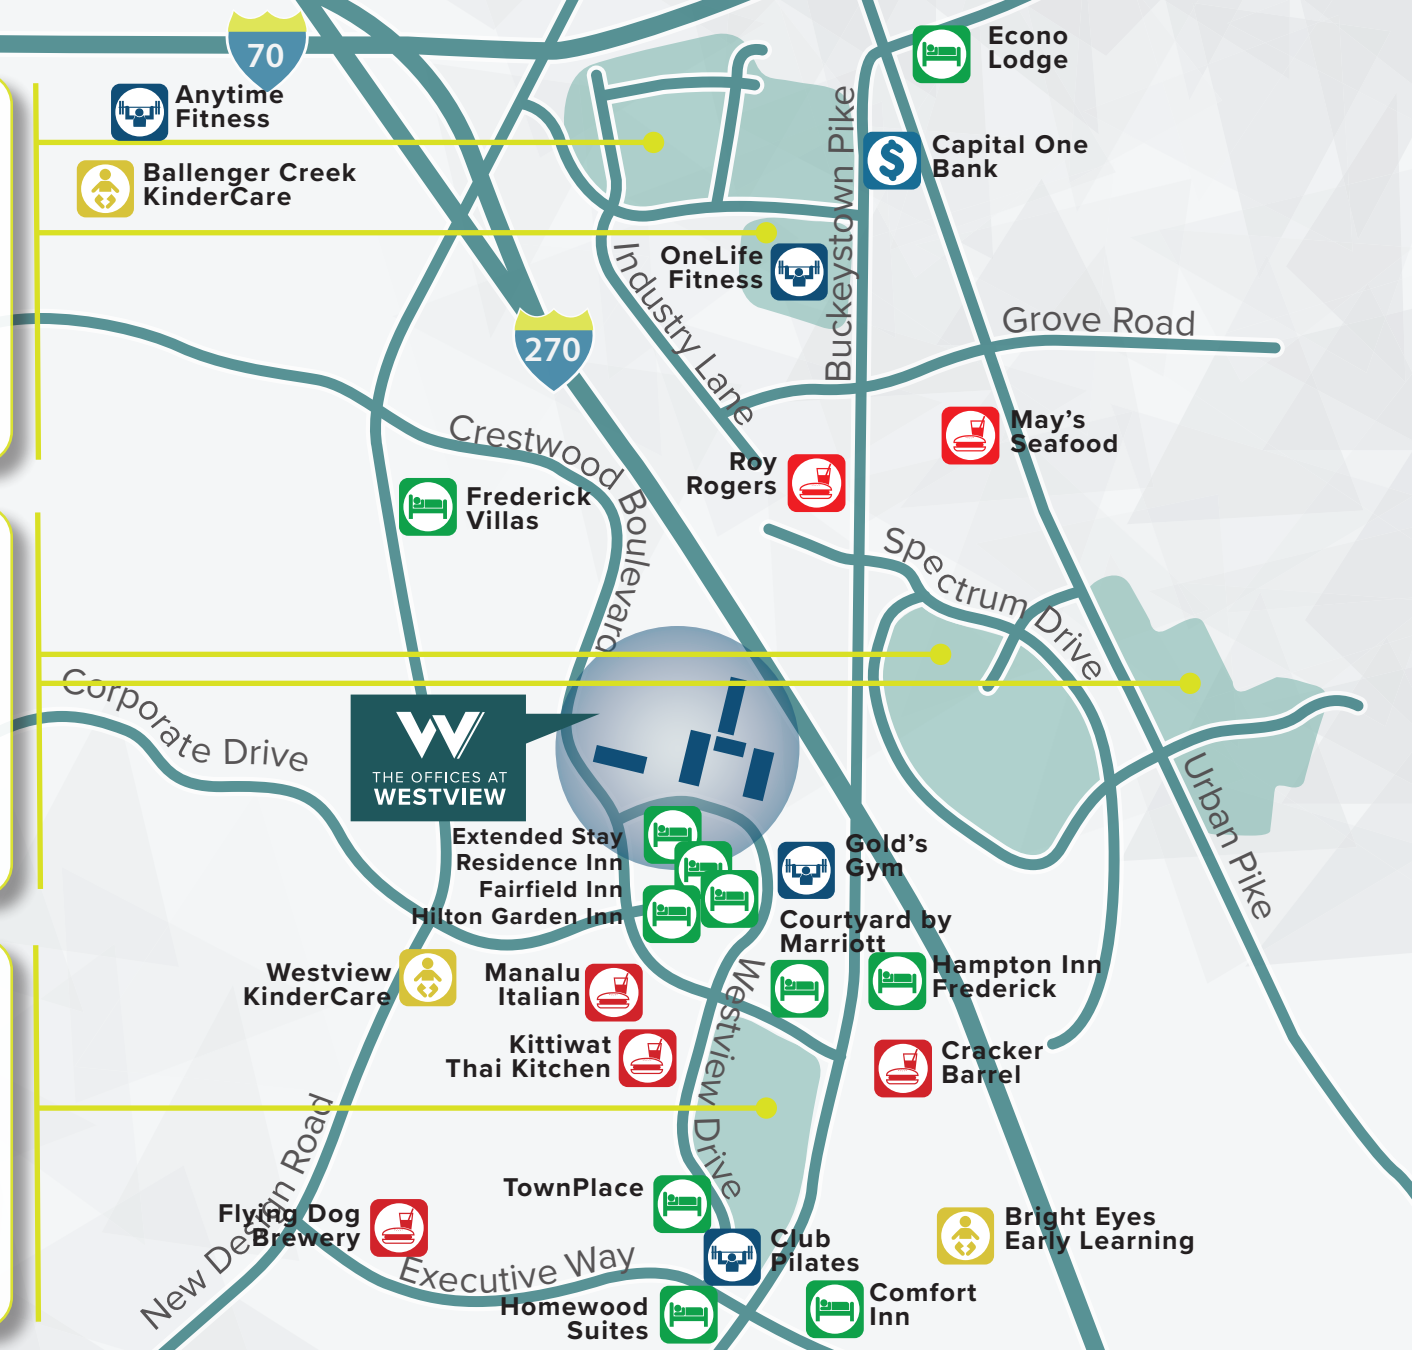 70
Econo
Lodge
Anytime
Fitness
Capital One
Bank
Ballenger Creek
KinderCare
Buckeystown Pike
OneLife
Fitness
Industry Lane
270
Grove Road
Crestwood Boulevard
May's
Seafood
Roy
Rogers
Frederick
Villas
Spectrum Drive
Corporate Drive
W
THE OFFICES AT
WESTVIEW
Urban Pike
Extended Stay
Residence Inn
Fairfield Inn
Hilton Garden Inn
Gold's
Gym
Courtyard by
Marriott
Westview
KinderCare
Manalu
Italian
Westview Drive
Hampton Inn
Frederick
Kittiwat
Thai Kitchen
Cracker
Barrel
New Design Road
TownPlace
Flying Dog
Brewery
Executive Way
Club
Pilates
Bright Eyes
Early Learning
Homewood
Suites
Comfort
Inn